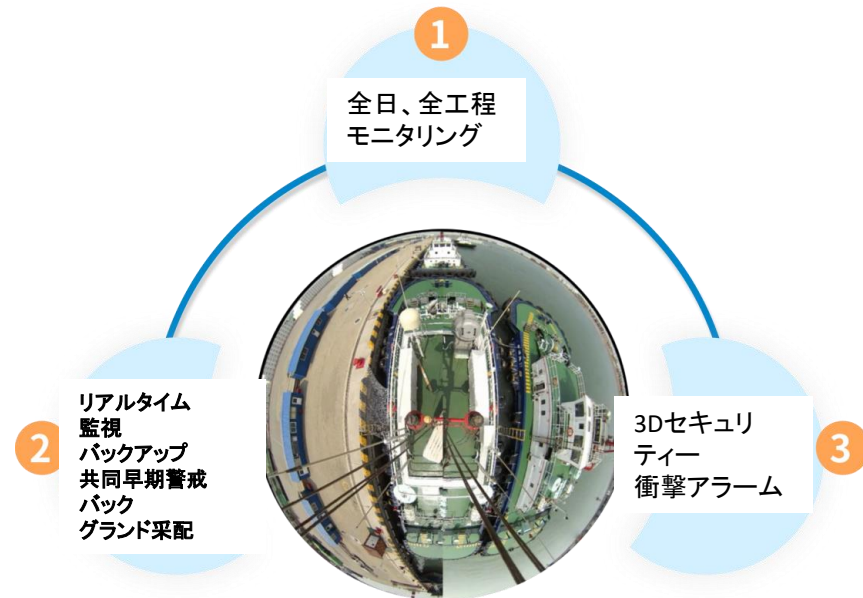 1
全日、全工程
モニタリング
2
リアルタイム
監視
バックアップ
共同早期警戒
バック
グランド采配
3
3Dセキュリ
ティー
衝撃アラーム